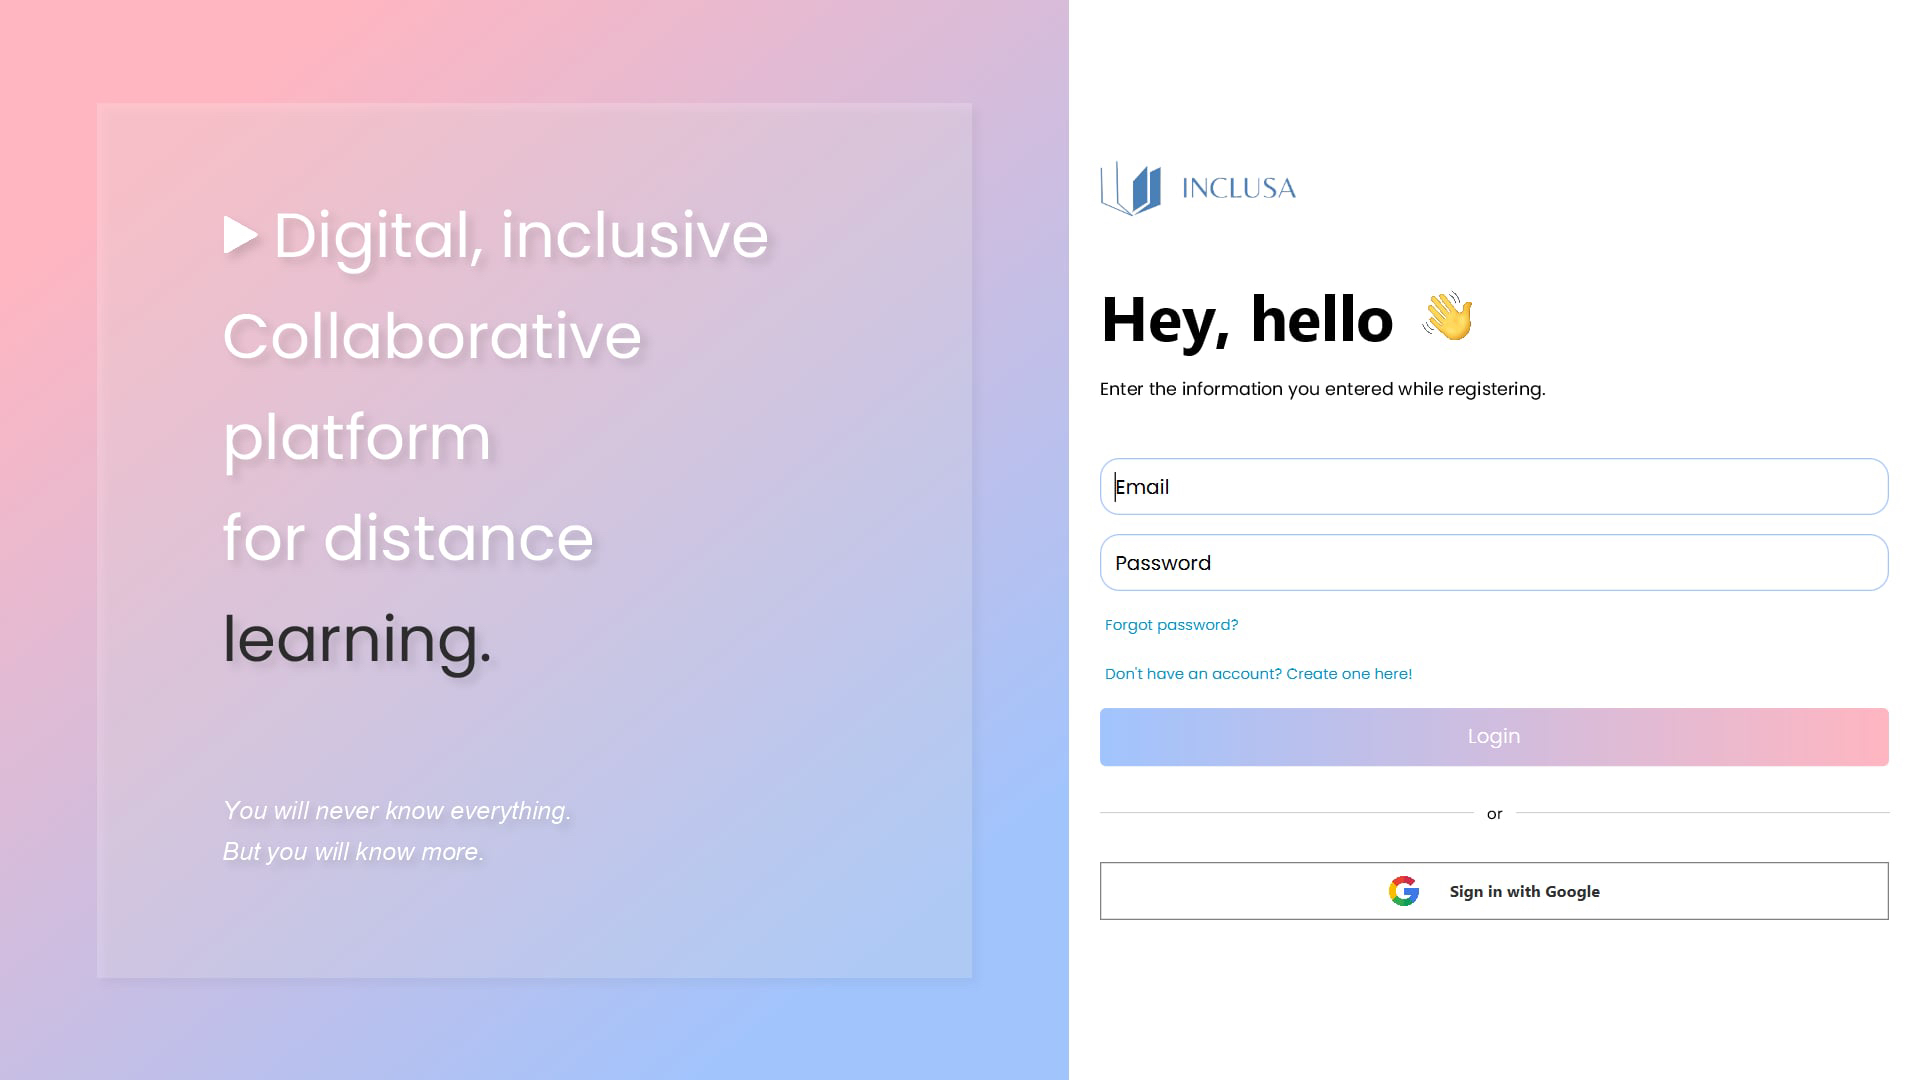 ▶ Digital, inclusive
Collaborative
platform
for distance
learning.
You will never know everything.
But you will know more.
INCLUSA
Hey, hello 👋
Enter the information you entered while registering.
Email
Password
Forgot password?
Don't have an account? Create one here!
Login
or
Sign in with Google